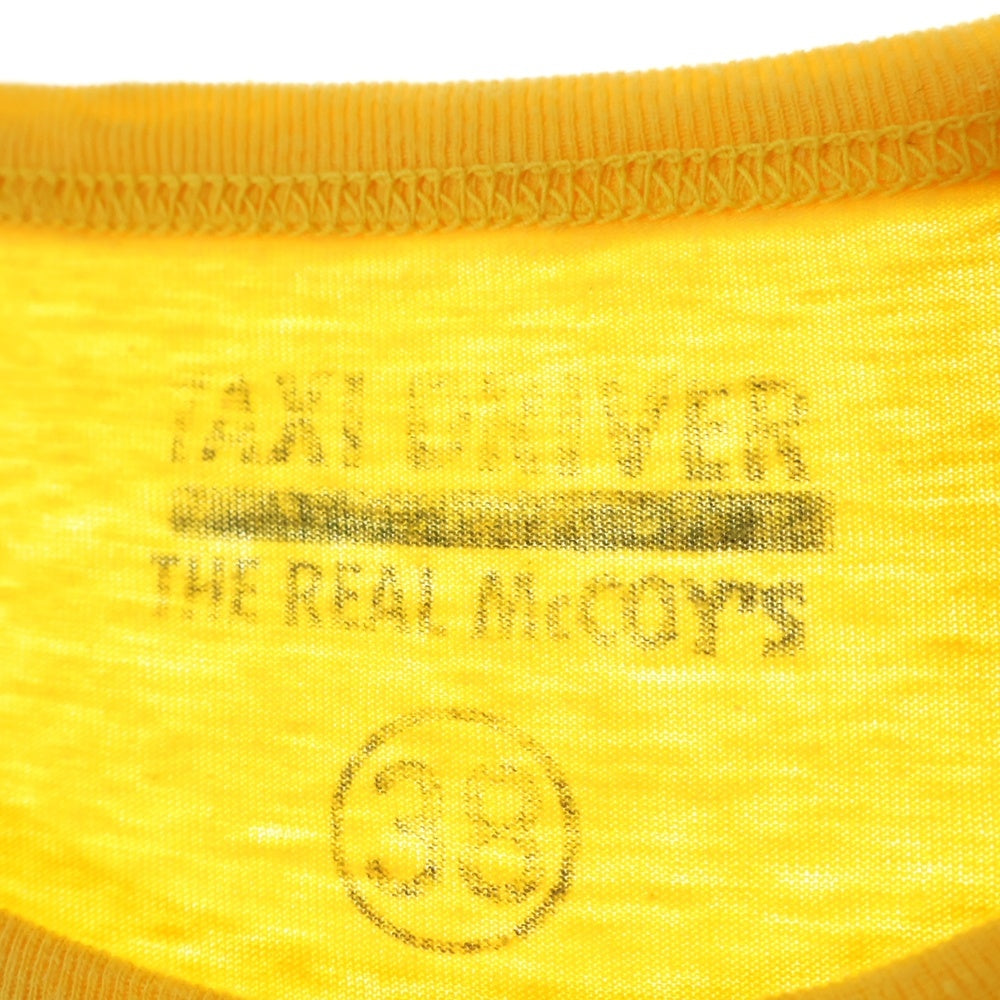 TAXI DRIVER
THE REAL McCOY'S
38